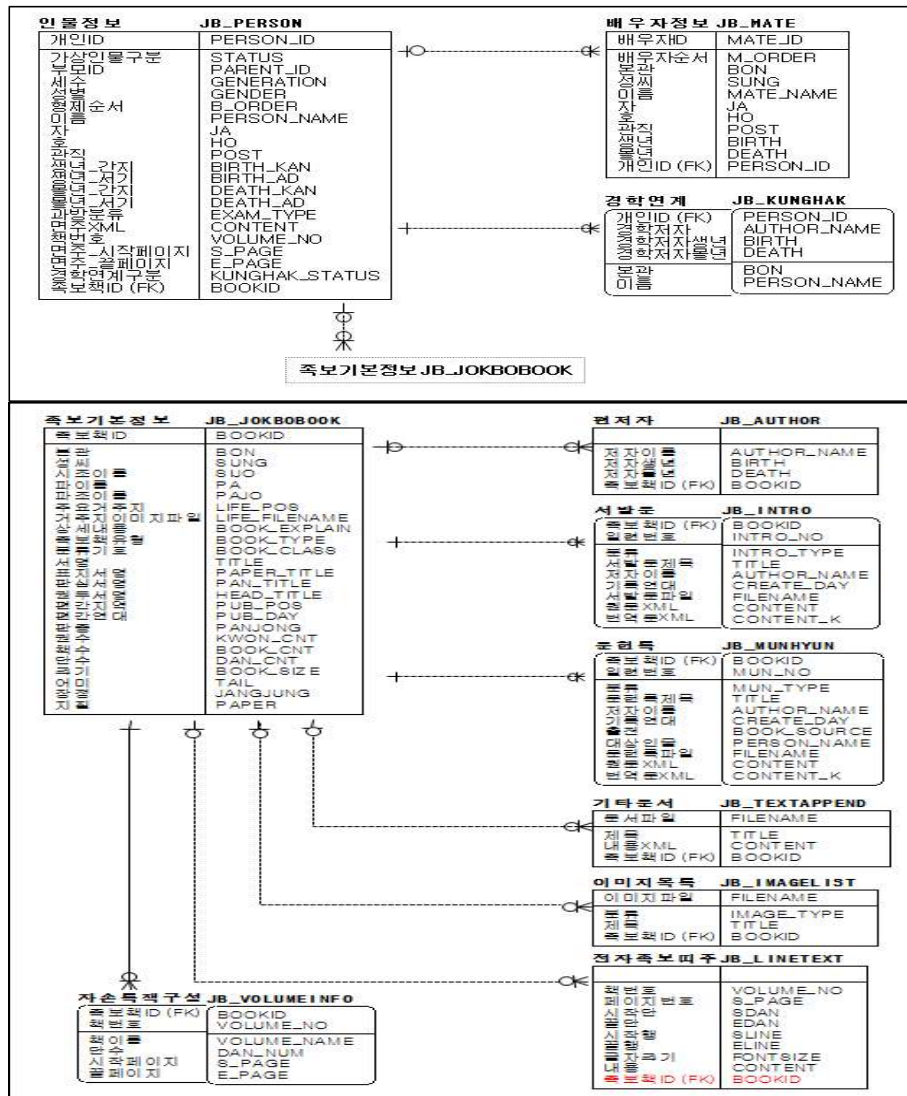 인물정보 JB_PERSON
개인ID PERSON_ID
가상인물구분 STATUS
부모ID PARENT_ID
세수 GENERATION
성별 GENDER
형제순서 B_ORDER
이름 PERSON_NAME
자 JA
호 HO
관직 POST
생년_간지 BIRTH_KAN
생년_서기 BIRTH_AD
몰년_간지 DEATH_KAN
몰년_서기 DEATH_AD
과방분류 EXAM_TYPE
면주XML CONTENT
책번호 VOLUME_NO
면주_시작페이지 S_PAGE
면주_끝페이지 E_PAGE
경학연계구분 KUNGHAK_STATUS
족보책ID (FK) BOOKID
배우자정보 JB_MATE
배우자ID MATE_ID
배우자순서 M_ORDER
본관 BON
성씨 SUNG
이름 MATE_NAME
자 JA
호 HO
관직 POST
생년 BIRTH
몰년 DEATH
개인ID (FK) PERSON_ID
경학연계 JB_KUNGHAK
개인ID (FK) PERSON_ID
경학저자 AUTHOR_NAME
경학저자생년 BIRTH
경학저자몰년 DEATH
본관 BON
이름 PERSON_NAME
족보기본정보 JB_JOKBOBOOK
족보기본정보 JB_JOKBOBOOK
족보책ID BOOKID
본관 BON
성씨 SUNG
시조이름 SIJO
파이름 PA
파조이름 PAJO
주요거주지 LIFE_POS
거주지이미지파일 LIFE_FILENAME
상세내용 BOOK_EXPLAIN
족보책유형 BOOK_TYPE
분류기호 BOOK_CLASS
서명 TITLE
표지서명 PAPER_TITLE
판심서명 PAN_TITLE
권두서명 HEAD_TITLE
편간지역 PUB_POS
편간연대 PUB_DAY
판종 PANJONG
권수 KWON_CNT
책수 BOOK_CNT
단수 DAN_CNT
크기 BOOK_SIZE
어미 TAIL
장정 JANGJUNG
지질 PAPER
편저자 JB_AUTHOR
저자이름 AUTHOR_NAME
저자생년 BIRTH
저자몰년 DEATH
족보책ID (FK) BOOKID
서발문 JB_INTRO
족보책ID (FK) BOOKID
일련번호 INTRO_NO
분류 INTRO_TYPE
서발문제목 TITLE
저자이름 AUTHOR_NAME
기록연대 CREATE_DAY
서발문파일 FILENAME
원문XML CONTENT
번역문XML CONTENT_K
문헌록 JB_MUNHYUN
족보책ID (FK) BOOKID
일련번호 MUN_NO
분류 MUN_TYPE
문헌록제목 TITLE
저자이름 AUTHOR_NAME
기록연대 CREATE_DAY
출전 BOOK_SOURCE
대상인물 PERSON_NAME
문헌록파일 FILENAME
원문XML CONTENT
번역문XML CONTENT_K
기타문서 JB_TEXTAPPEND
문서파일 FILENAME
제목 TITLE
내용XML CONTENT
족보책ID (FK) BOOKID
이미지목록 JB_IMAGELIST
이미지파일 FILENAME
분류 IMAGE_TYPE
제목 TITLE
족보책ID (FK) BOOKID
전자족보띠주 JB_LINETEXT
책번호 VOLUME_NO
페이지번호 S_PAGE
시작단 SDAN
끝단 EDAN
시작행 SLINE
끝행 ELINE
글자크기 FONTSIZE
내용 CONTENT
족보책ID (FK) BOOKID
자손록책구성 JB_VOLUMEINFO
족보책ID (FK) BOOKID
책번호 VOLUME_NO
책이름 VOLUME_NAME
단수 DAN_NUM
시작페이지 S_PAGE
끝페이지 E_PAGE